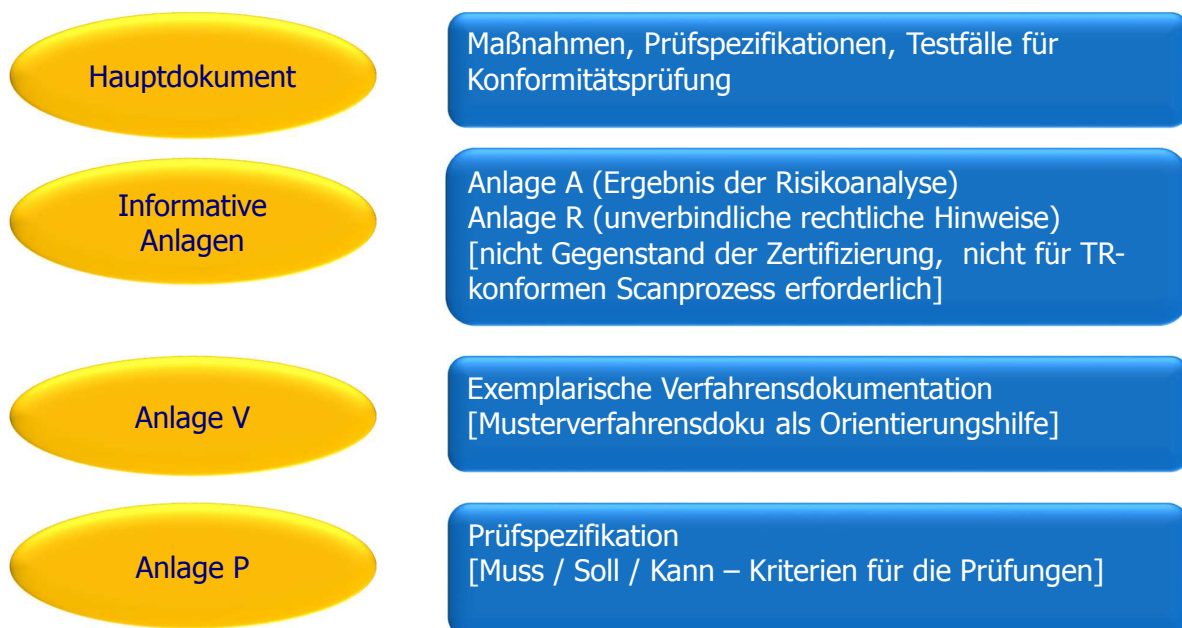 Hauptdokument
Maßnahmen, Prüfspezifikationen, Testfälle für
Konformitätsprüfung
Informative
Anlagen
Anlage A (Ergebnis der Risikoanalyse)
Anlage R (unverbindliche rechtliche Hinweise)
[nicht Gegenstand der Zertifizierung,  nicht für TR-
konformen Scanprozess erforderlich]
Anlage V
Exemplarische Verfahrensdokumentation
[Musterverfahrensdoku als Orientierungshilfe]
Anlage P
Prüfspezifikation
[Muss / Soll / Kann – Kriterien für die Prüfungen]